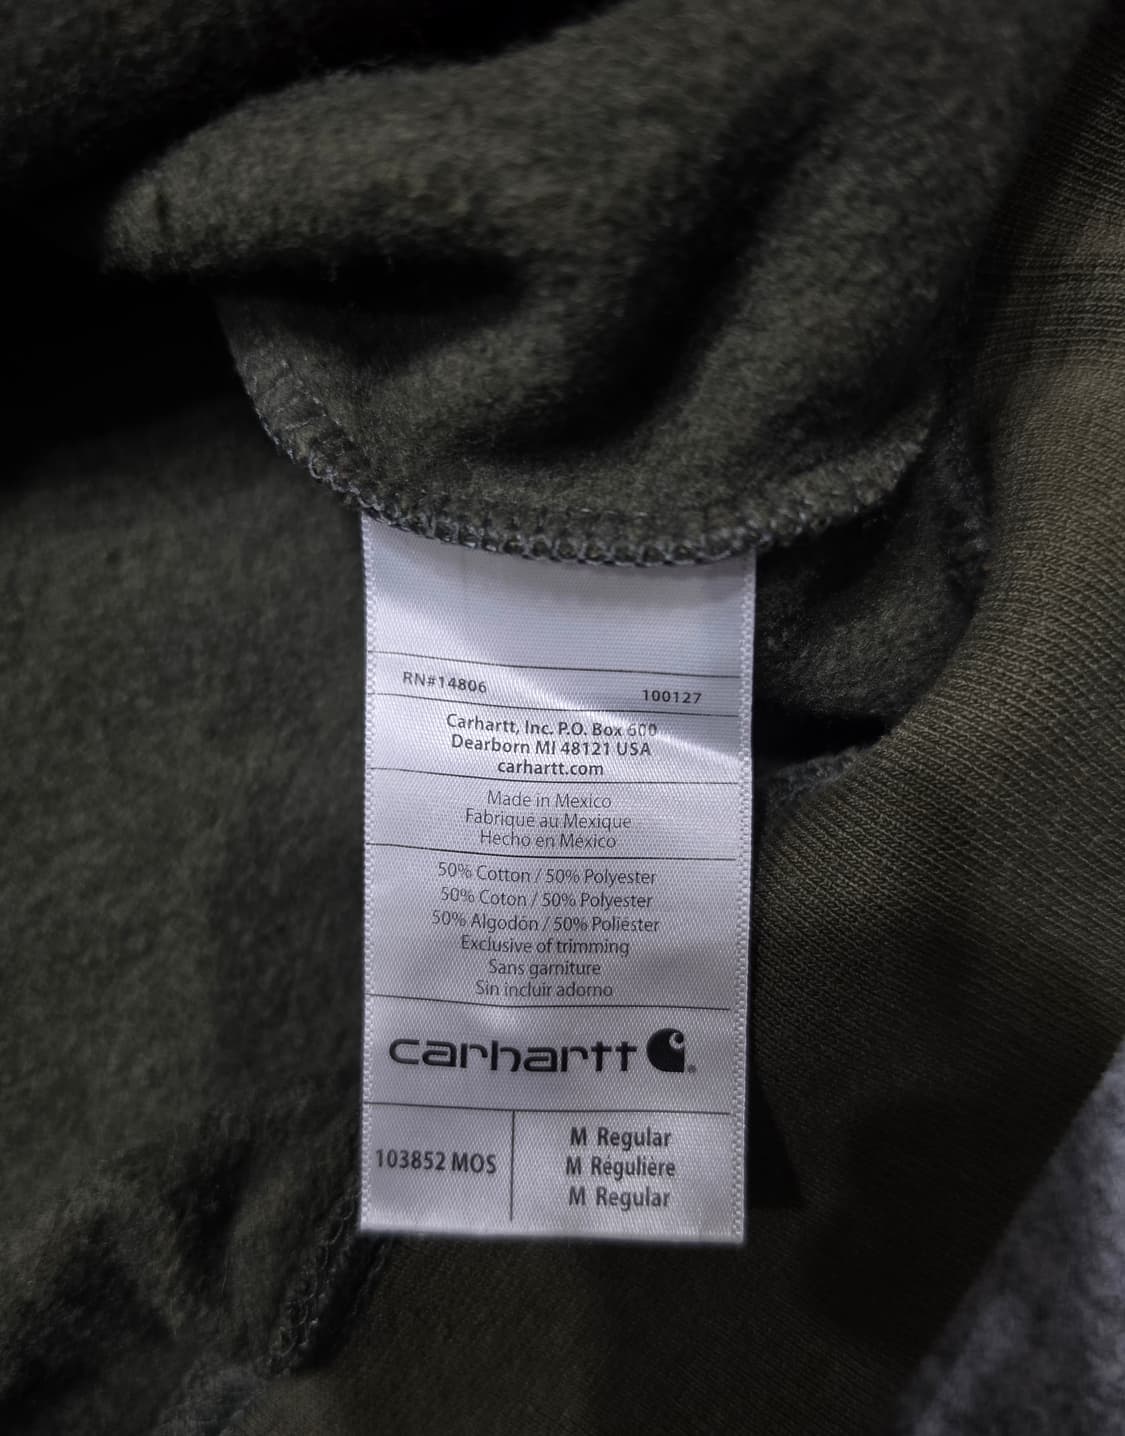 RN#14806 100127
Carhartt, Inc. P.O. Box 600
Dearborn MI 48121 USA
carhartt.com
Made in Mexico
Fabriqué au Mexique
Hecho en México
50% Cotton / 50% Polyester
50% Coton / 50% Polyester
50% Algodón / 50% Poliéster
Exclusive of trimming
Sans garniture
Sin incluir adorno
carhartt
103852 MOS
M Regular
M Régulière
M Regular